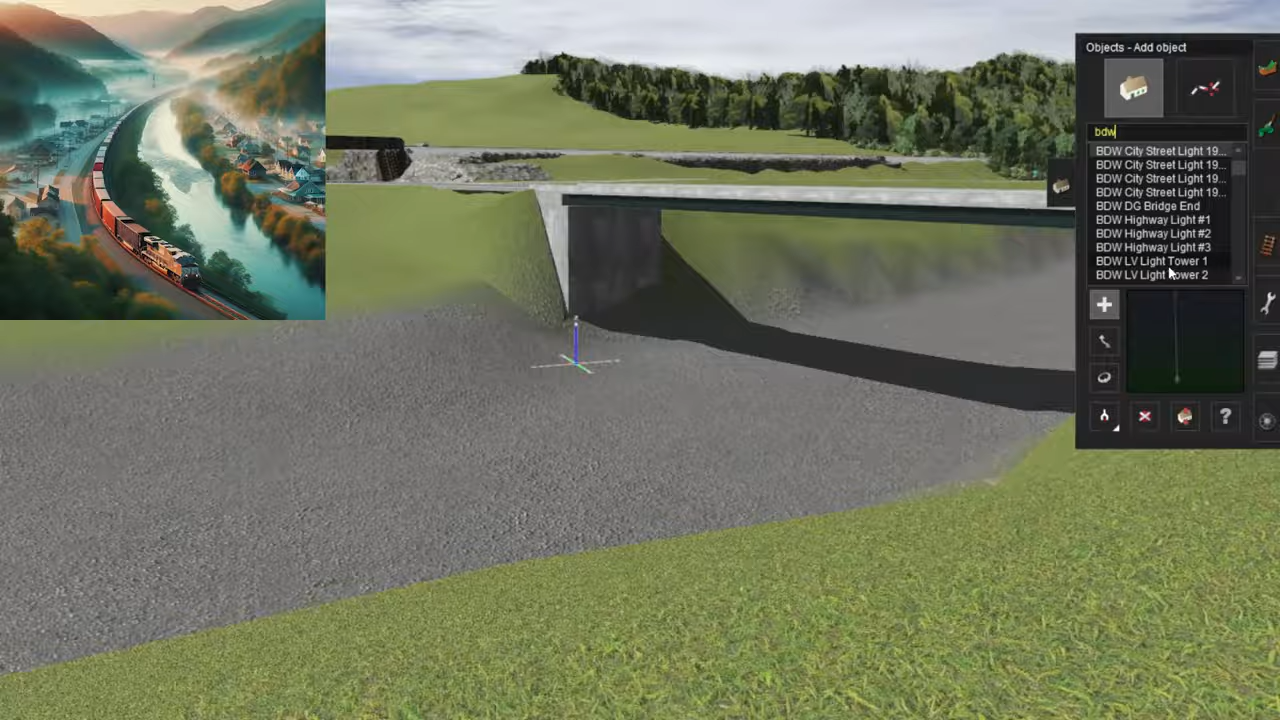 Objects - Add object
bdw
BDW City Street Light 19...
BDW City Street Light 19...
BDW City Street Light 19...
BDW City Street Light 19...
BDW DG Bridge End
BDW Highway Light #1
BDW Highway Light #2
BDW Highway Light #3
BDW LV Light Tower 1
BDW LV Light Tower 2
?